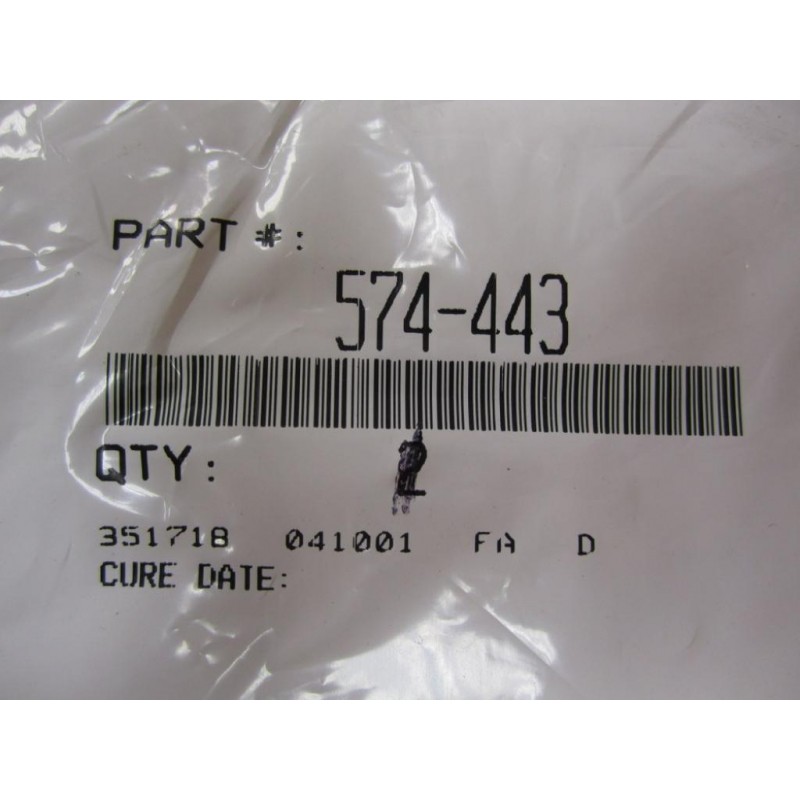 PART #:
574-443
QTY:
351718 041001 FA D
CURE DATE: